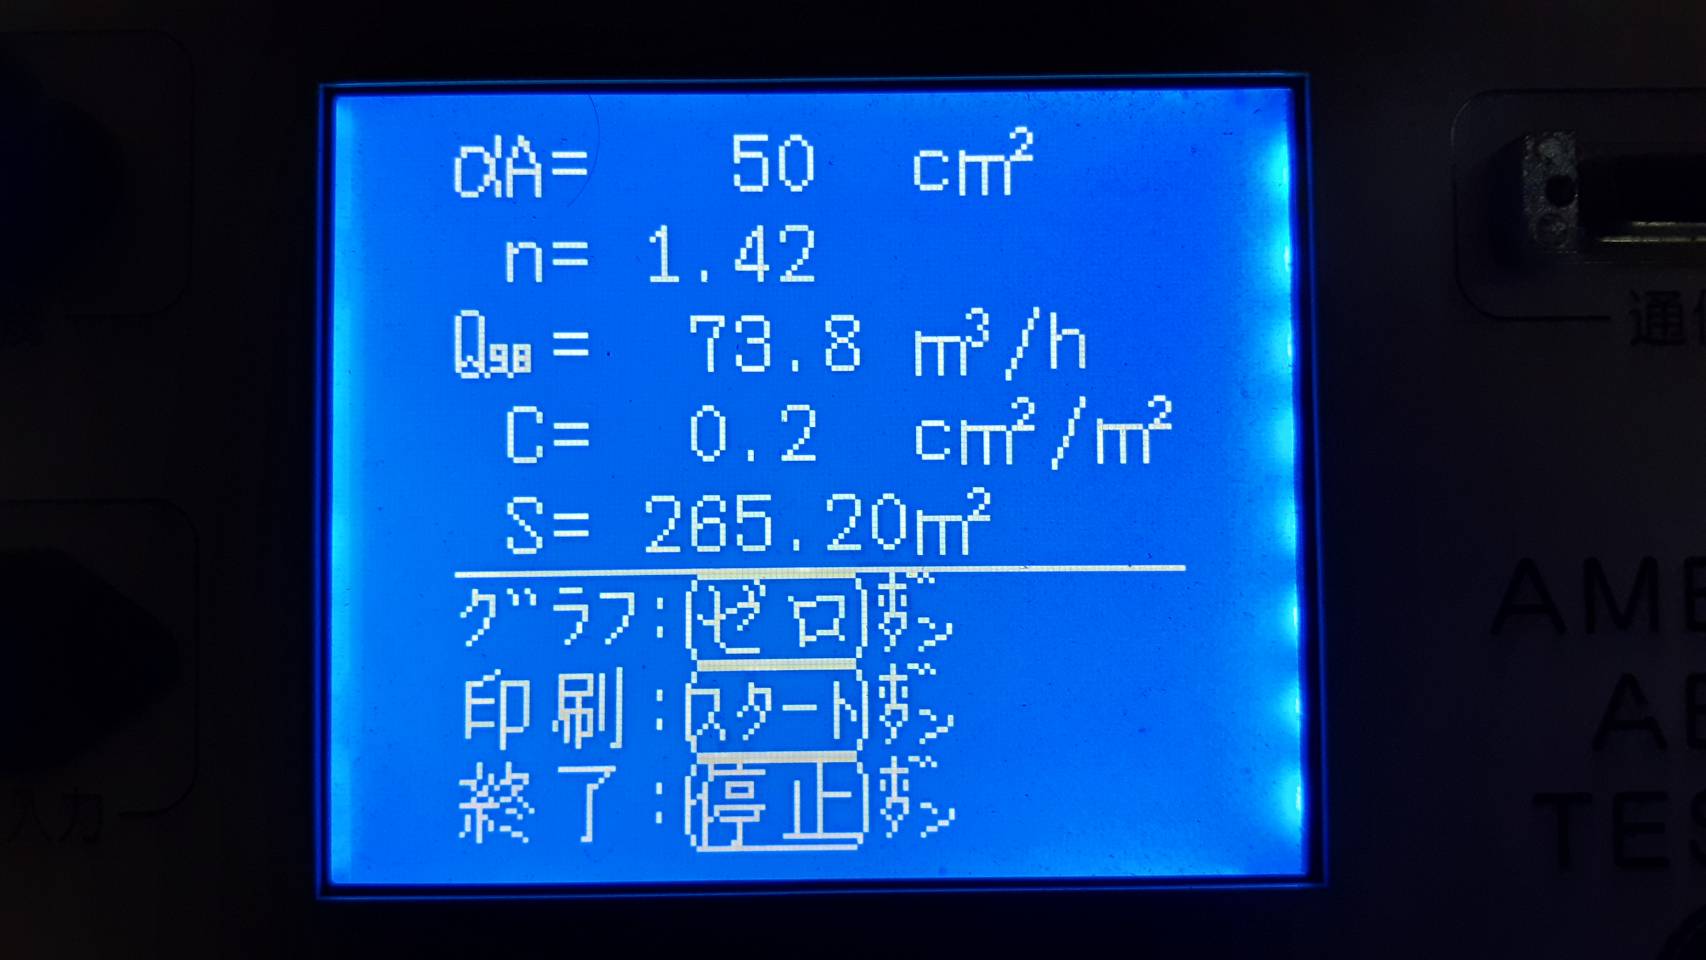 αA= 50 cm²
n= 1.42
Q₉₈= 73.8 m³/h
C= 0.2 cm²/m²
S= 265.20m²
グラフ:(ゼロ)ボタン
印刷:(スタート)ボタン
終了:(停止)ボタン
入力